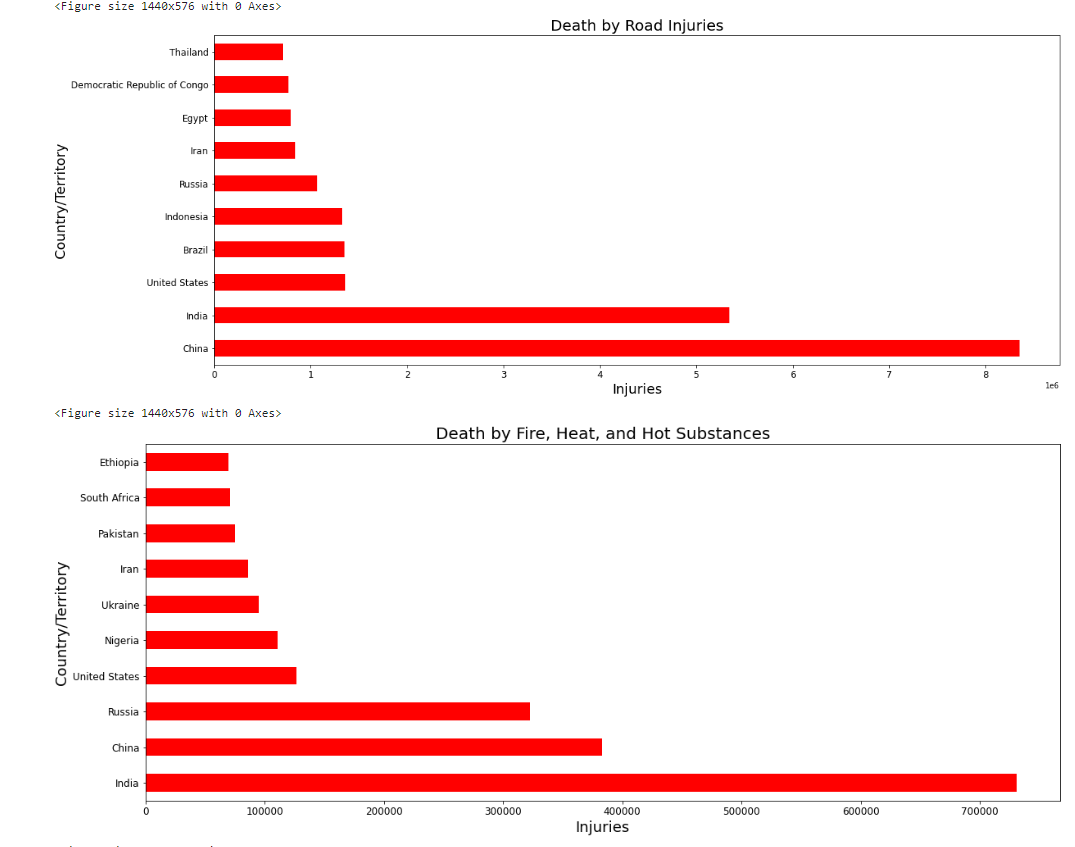 <Figure size 1440x576 with 0 Axes>
Death by Road Injuries
Country/Territory
Thailand
Democratic Republic of Congo
Egypt
Iran
Russia
Indonesia
Brazil
United States
India
China
0 1 2 3 4 5 6 7 8
1e6
Injuries
<Figure size 1440x576 with 0 Axes>
Death by Fire, Heat, and Hot Substances
Country/Territory
Ethiopia
South Africa
Pakistan
Iran
Ukraine
Nigeria
United States
Russia
China
India
0 100000 200000 300000 400000 500000 600000 700000
Injuries